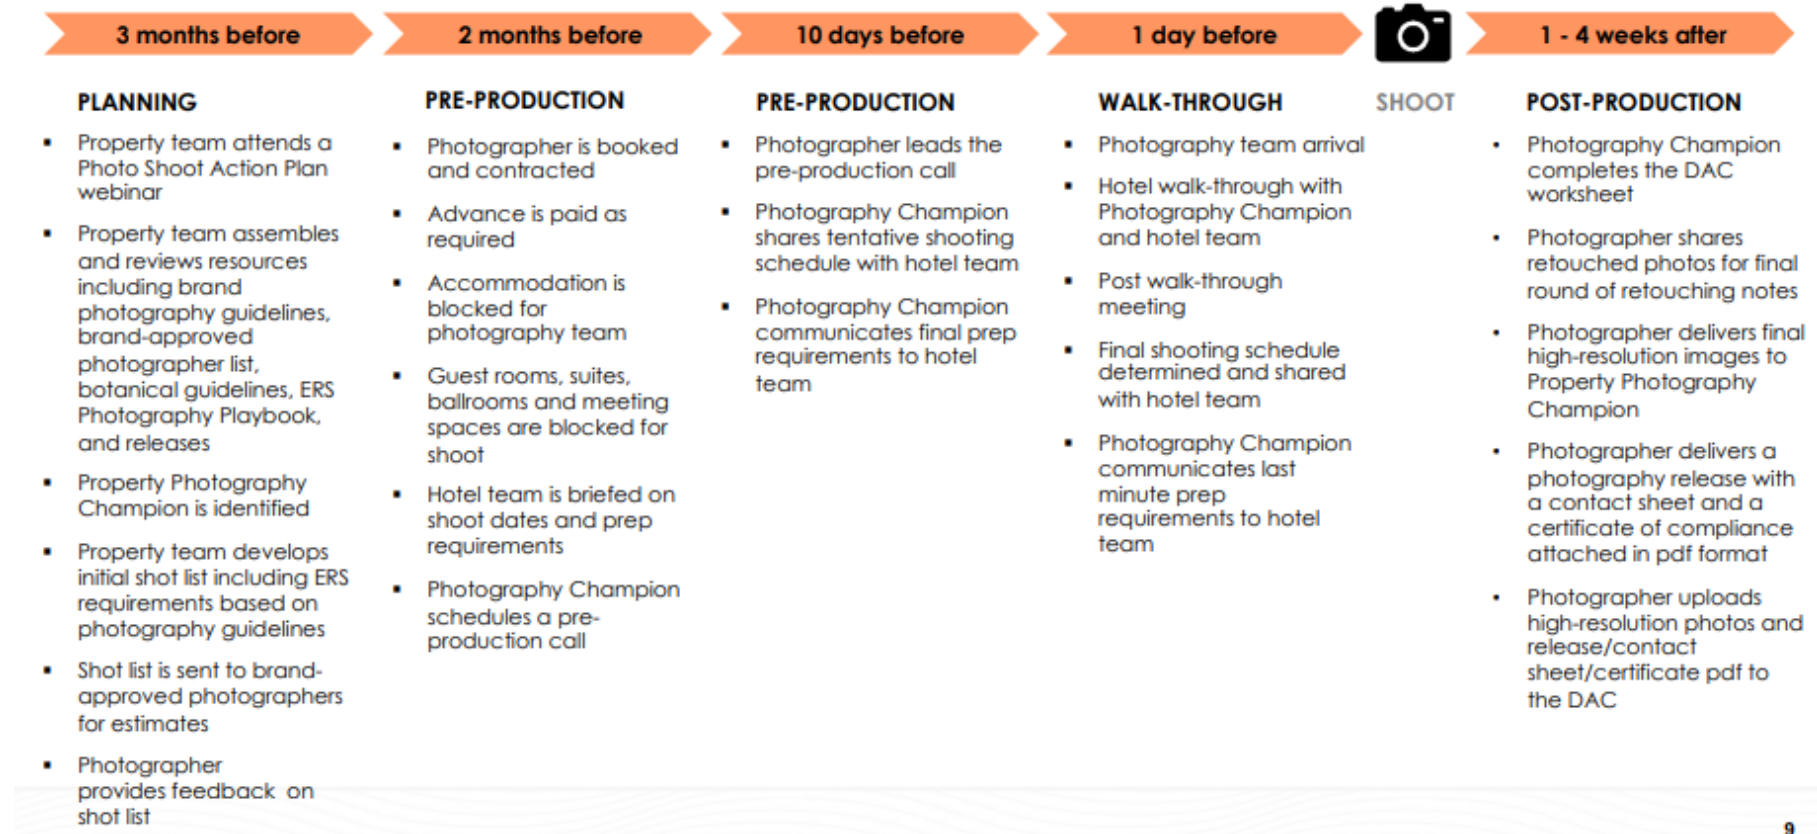 3 months before
2 months before
10 days before
1 day before
1 - 4 weeks after
PLANNING
▪ Property team attends a
Photo Shoot Action Plan
webinar
▪ Property team assembles
and reviews resources
including brand
photography guidelines,
brand-approved
photographer list,
botanical guidelines, ERS
Photography Playbook,
and releases
▪ Property Photography
Champion is identified
▪ Property team develops
initial shot list including ERS
requirements based on
photography guidelines
▪ Shot list is sent to brand-
approved photographers
for estimates
▪ Photographer
provides feedback on
shot list
PRE-PRODUCTION
▪ Photographer is booked
and contracted
▪ Advance is paid as
required
▪ Accommodation is
blocked for
photography team
▪ Guest rooms, suites,
ballrooms and meeting
spaces are blocked for
shoot
▪ Hotel team is briefed on
shoot dates and prep
requirements
▪ Photography Champion
schedules a pre-
production call
PRE-PRODUCTION
▪ Photographer leads the
pre-production call
▪ Photography Champion
shares tentative shooting
schedule with hotel team
▪ Photography Champion
communicates final prep
requirements to hotel
team
WALK-THROUGH
▪ Photography team arrival
▪ Hotel walk-through with
Photography Champion
and hotel team
▪ Post walk-through
meeting
▪ Final shooting schedule
determined and shared
with hotel team
▪ Photography Champion
communicates last
minute prep
requirements to hotel
team
SHOOT
POST-PRODUCTION
• Photography Champion
completes the DAC
worksheet
• Photographer shares
retouched photos for final
round of retouching notes
• Photographer delivers final
high-resolution images to
Property Photography
Champion
• Photographer delivers a
photography release with
a contact sheet and a
certificate of compliance
attached in pdf format
• Photographer uploads
high-resolution photos and
release/contact
sheet/certificate pdf to
the DAC
9